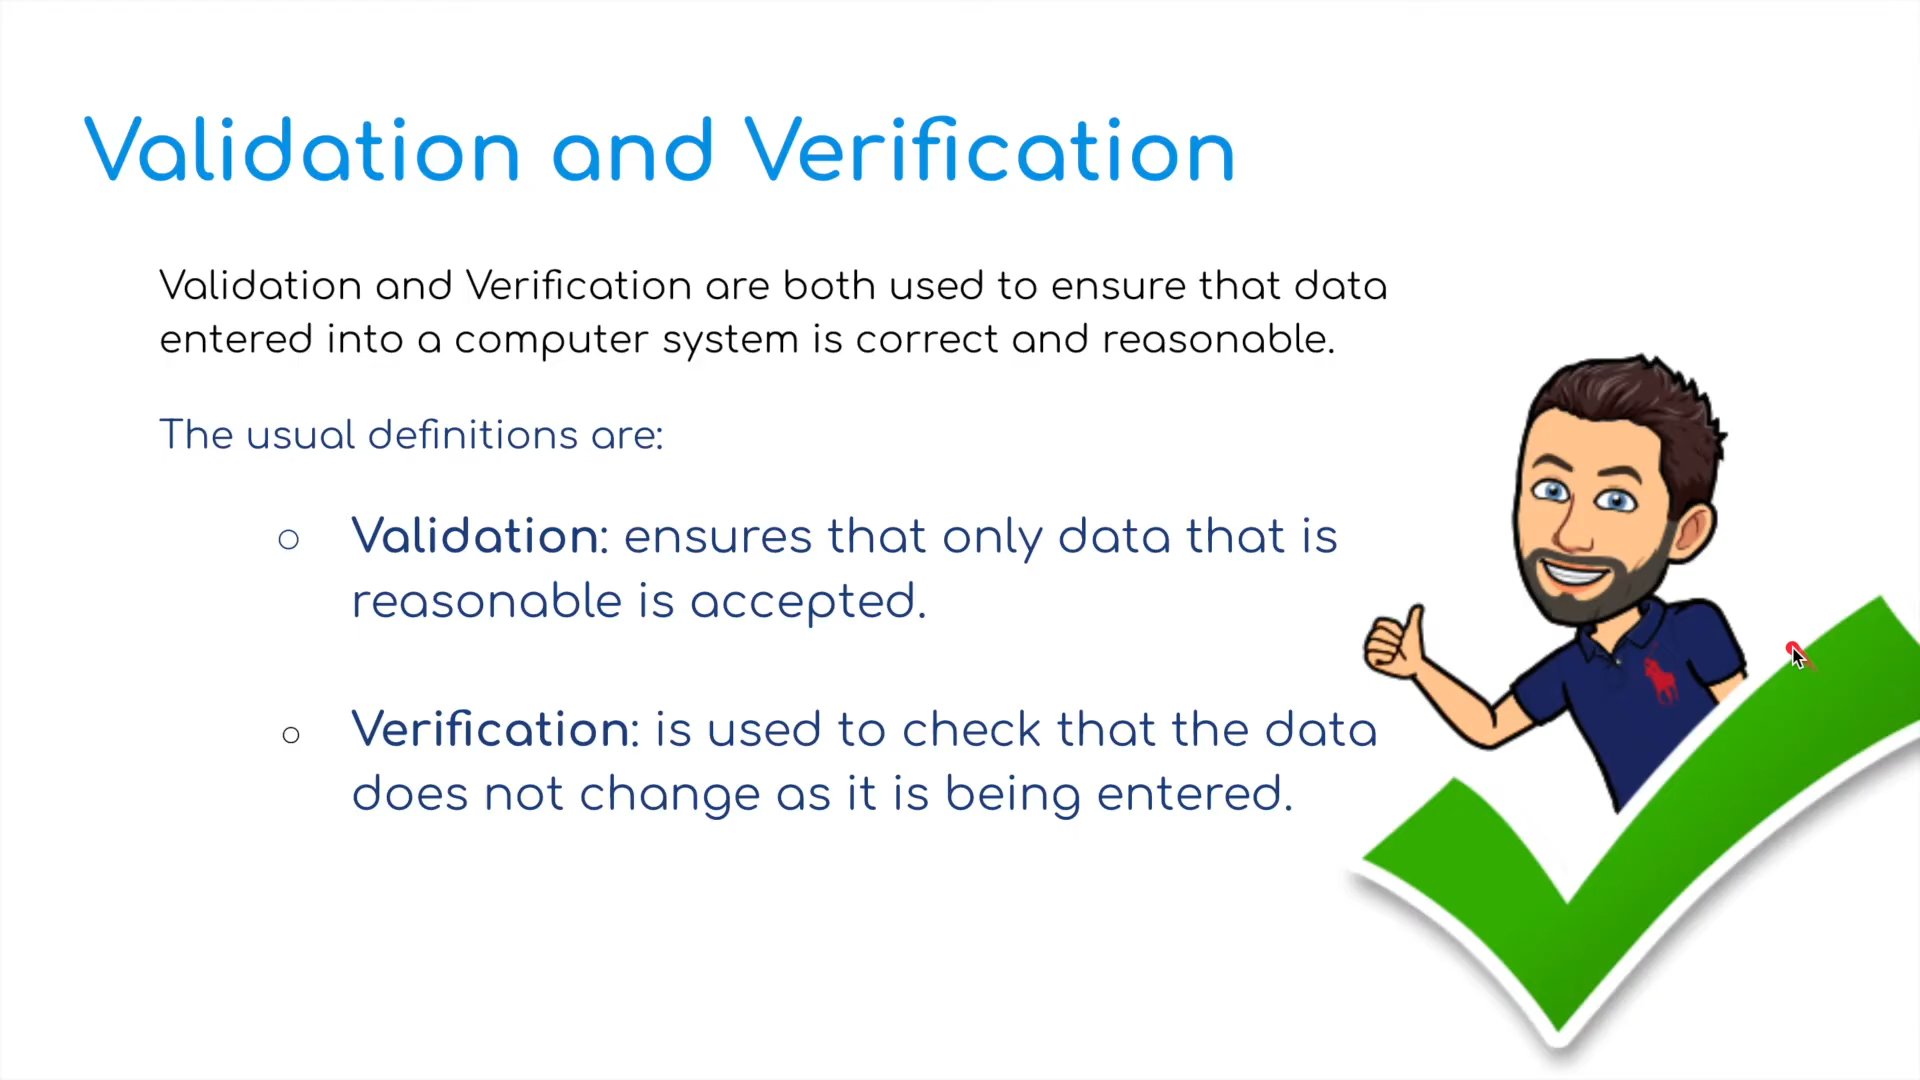 Validation and Verification
Validation and Verification are both used to ensure that data
entered into a computer system is correct and reasonable.
The usual definitions are:
○ Validation: ensures that only data that is
reasonable is accepted.
○ Verification: is used to check that the data
does not change as it is being entered.